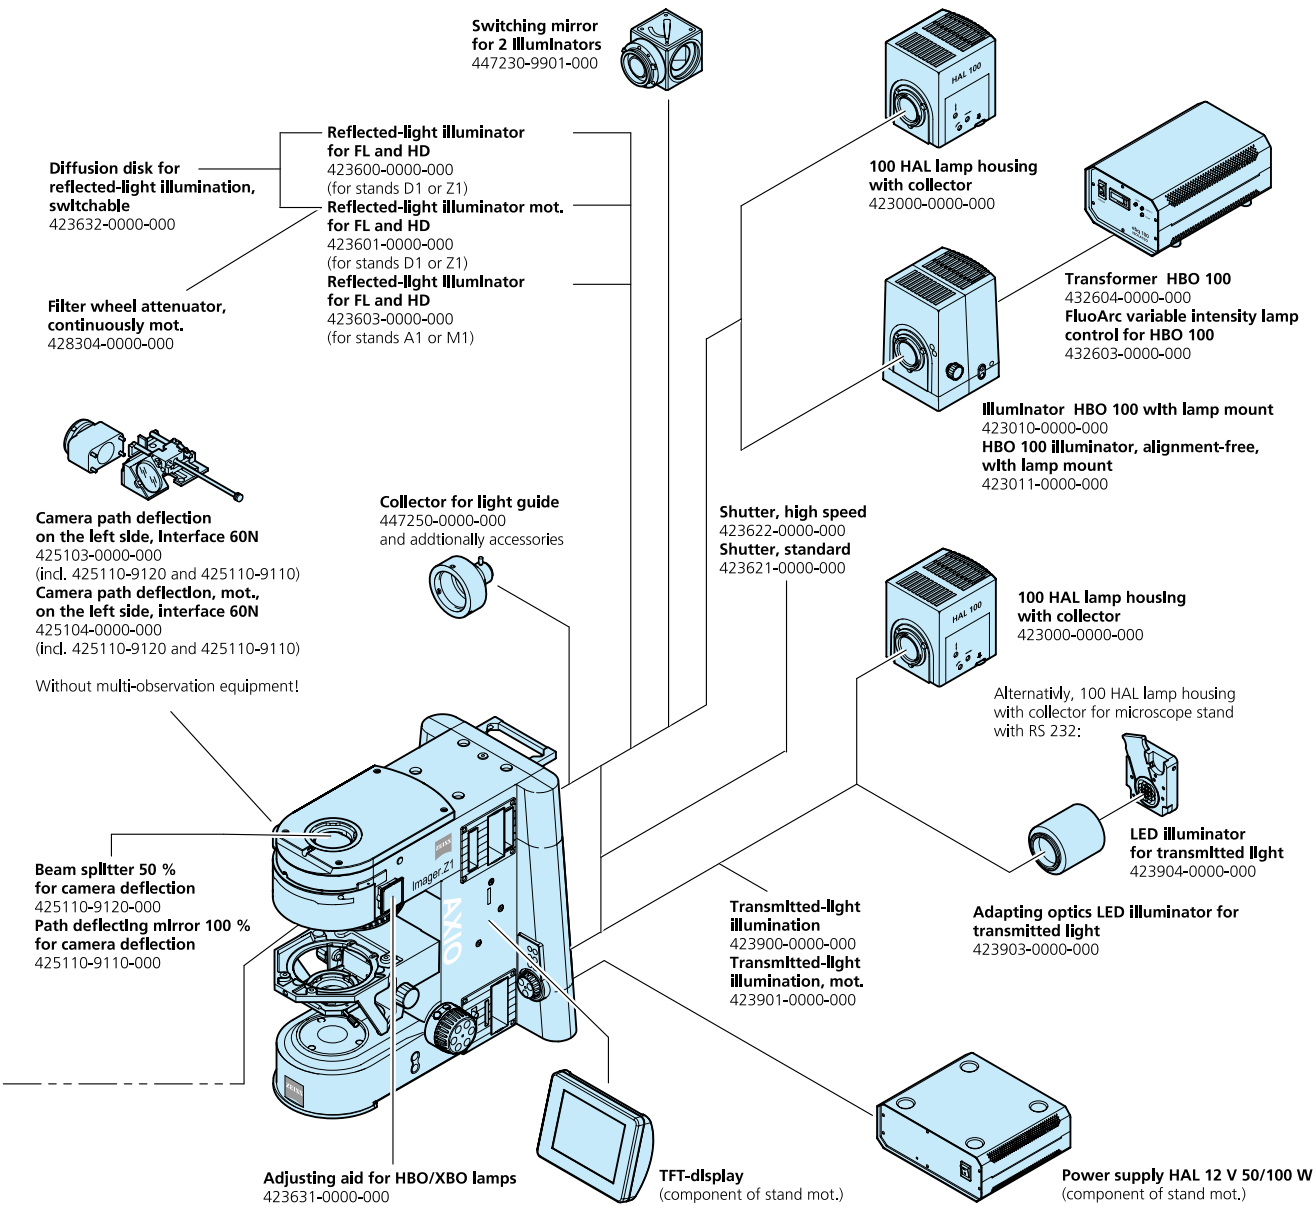 Switching mirror
for 2 illuminators
447230-9901-000
HAL 100
100 HAL lamp housing
with collector
423000-0000-000
Reflected-light illuminator
for FL and HD
423600-0000-000
(for stands D1 or Z1)
Reflected-light illuminator mot.
for FL and HD
423601-0000-000
(for stands D1 or Z1)
Reflected-light illuminator
for FL and HD
423603-0000-000
(for stands A1 or M1)
Diffusion disk for
reflected-light illumination,
switchable
423632-0000-000
Filter wheel attenuator,
continuously mot.
428304-0000-000
Transformer HBO 100
432604-0000-000
FluoArc variable intensity lamp
control for HBO 100
432603-0000-000
Illuminator HBO 100 with lamp mount
423010-0000-000
HBO 100 illuminator, alignment-free,
with lamp mount
423011-0000-000
Camera path deflection
on the left side, Interface 60N
425103-0000-000
(incl. 425110-9120 and 425110-9110)
Camera path deflection, mot.,
on the left side, interface 60N
425104-0000-000
(incl. 425110-9120 and 425110-9110)
Without multi-observation equipment!
Collector for light guide
447250-0000-000
and addtionally accessories
Shutter, high speed
423622-0000-000
Shutter, standard
423621-0000-000
HAL 100
100 HAL lamp housing
with collector
423000-0000-000
Alternativly, 100 HAL lamp housing
with collector for microscope stand
with RS 232:
LED illuminator
for transmitted light
423904-0000-000
Adapting optics LED illuminator for
transmitted light
423903-0000-000
Beam splitter 50 %
for camera deflection
425110-9120-000
Path deflecting mirror 100 %
for camera deflection
425110-9110-000
ZEISS
Imager.Z1
AXIO
ZEISS
Transmitted-light
illumination
423900-0000-000
Transmitted-light
illumination, mot.
423901-0000-000
Adjusting aid for HBO/XBO lamps
423631-0000-000
TFT-display
(component of stand mot.)
Power supply HAL 12 V 50/100 W
(component of stand mot.)